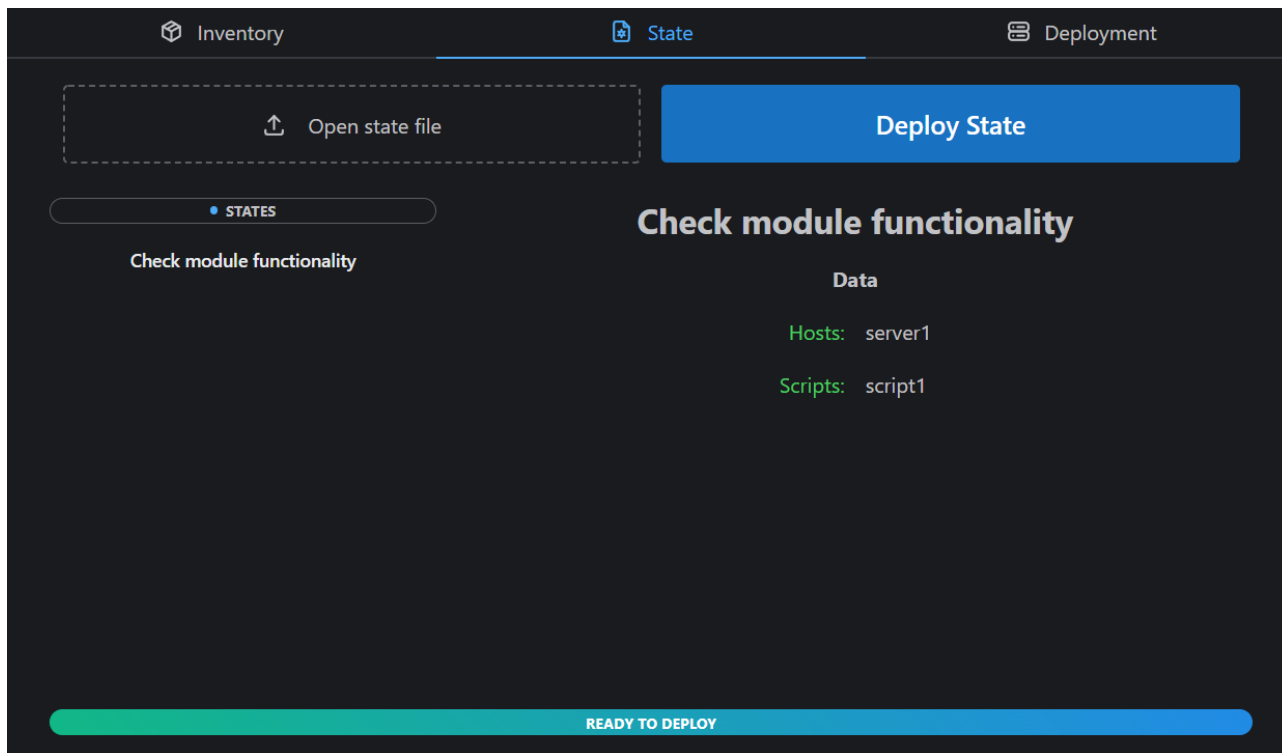 Inventory
State
Deployment
Open state file
Deploy State
STATES
Check module functionality
Check module functionality
Data
Hosts: server1
Scripts: script1
READY TO DEPLOY